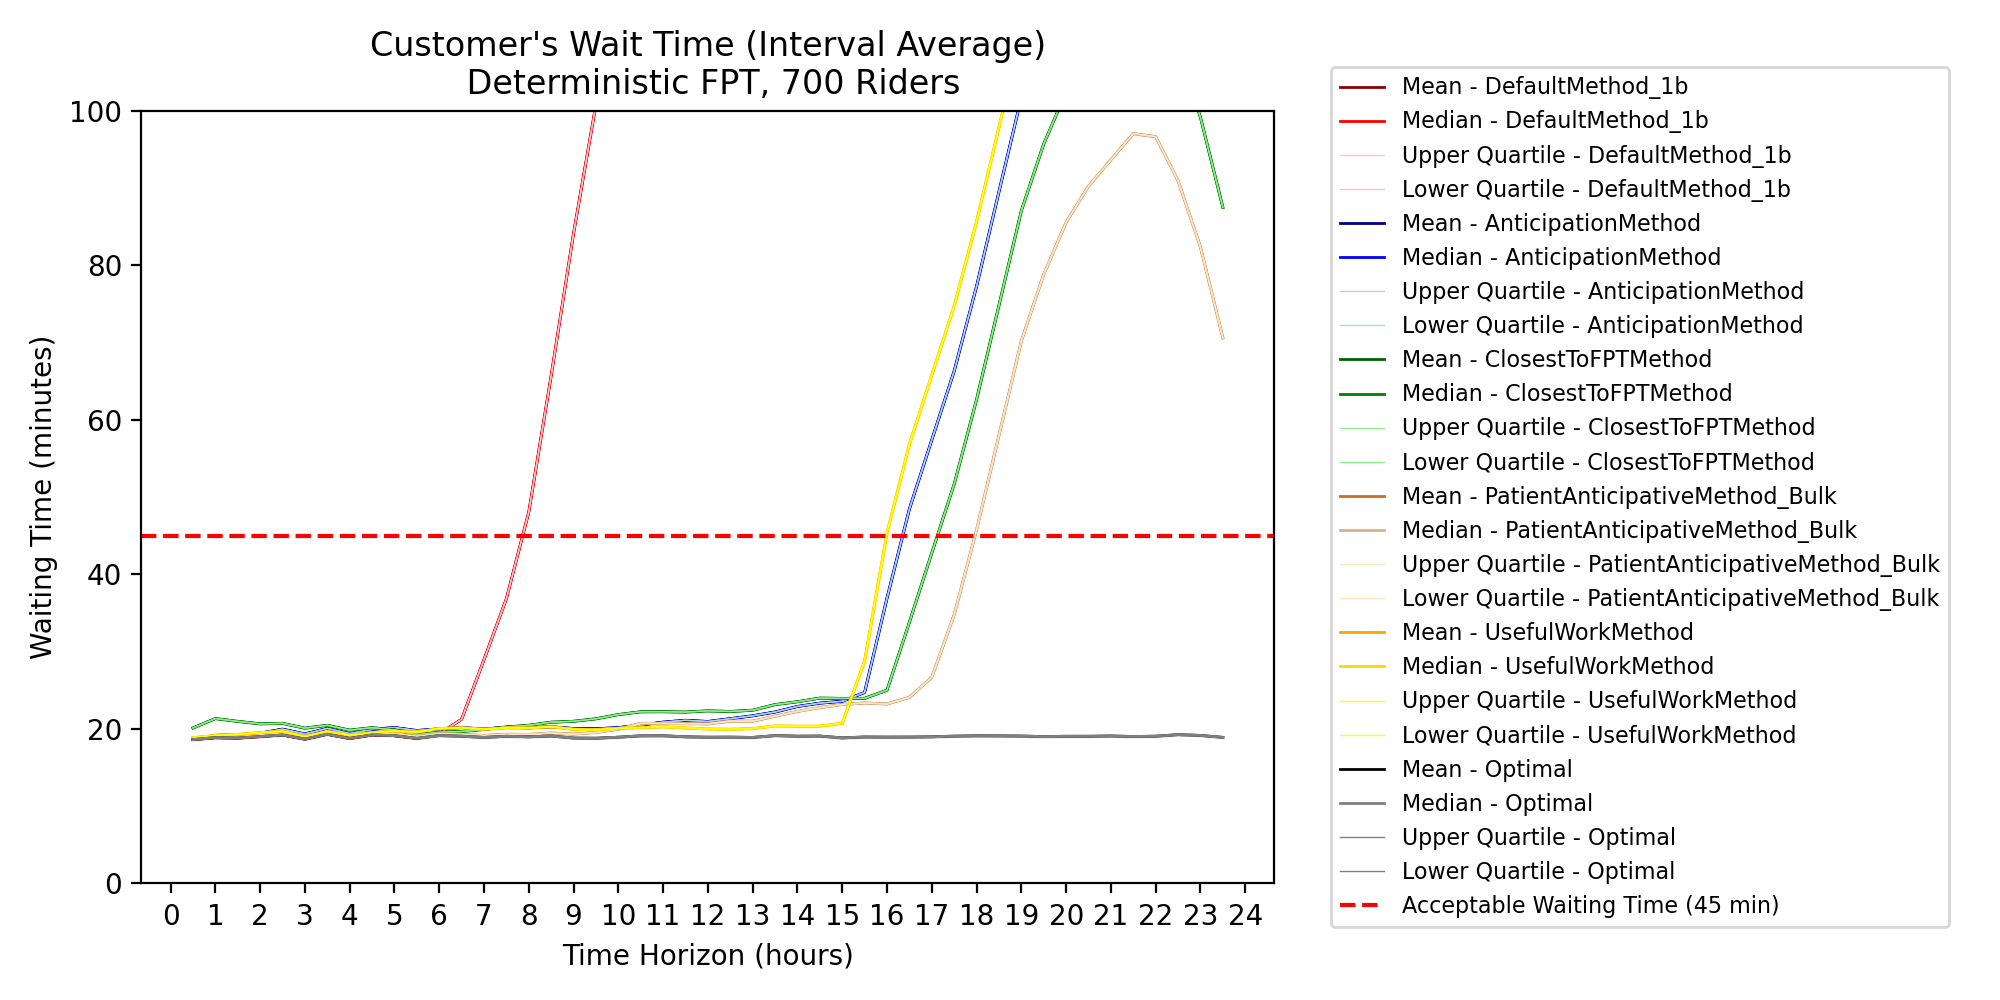 Customer's Wait Time (Interval Average)
Deterministic FPT, 700 Riders
100
80
60
40
20
0
Waiting Time (minutes)
0 1 2 3 4 5 6 7 8 9 10 11 12 13 14 15 16 17 18 19 20 21 22 23 24
Time Horizon (hours)
Mean - DefaultMethod_1b
Median - DefaultMethod_1b
Upper Quartile - DefaultMethod_1b
Lower Quartile - DefaultMethod_1b
Mean - AnticipationMethod
Median - AnticipationMethod
Upper Quartile - AnticipationMethod
Lower Quartile - AnticipationMethod
Mean - ClosestToFPTMethod
Median - ClosestToFPTMethod
Upper Quartile - ClosestToFPTMethod
Lower Quartile - ClosestToFPTMethod
Mean - PatientAnticipativeMethod_Bulk
Median - PatientAnticipativeMethod_Bulk
Upper Quartile - PatientAnticipativeMethod_Bulk
Lower Quartile - PatientAnticipativeMethod_Bulk
Mean - UsefulWorkMethod
Median - UsefulWorkMethod
Upper Quartile - UsefulWorkMethod
Lower Quartile - UsefulWorkMethod
Mean - Optimal
Median - Optimal
Upper Quartile - Optimal
Lower Quartile - Optimal
Acceptable Waiting Time (45 min)